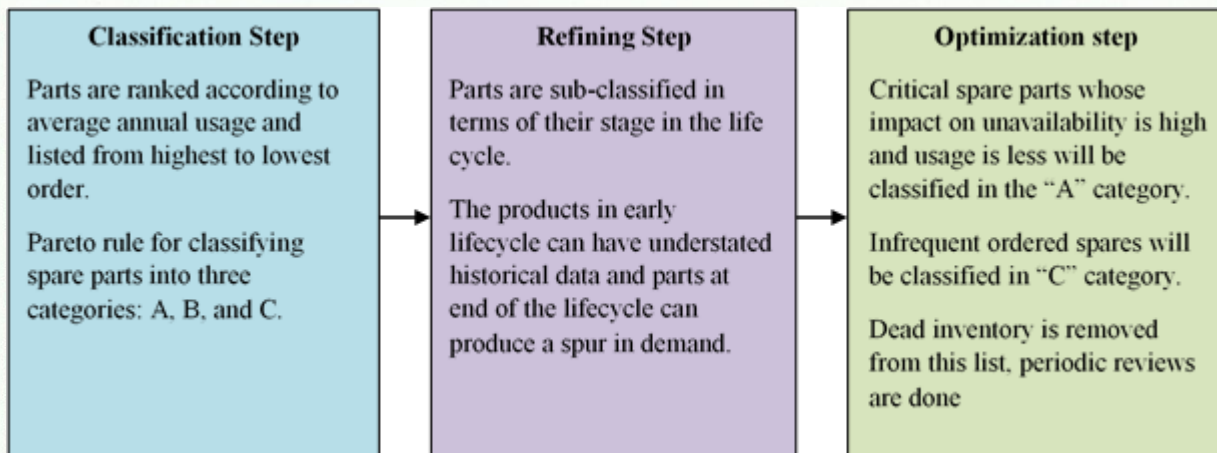 Classification Step
Parts are ranked according to
average annual usage and
listed from highest to lowest
order.
Pareto rule for classifying
spare parts into three
categories: A, B, and C.
Refining Step
Parts are sub-classified in
terms of their stage in the life
cycle.
The products in early
lifecycle can have understated
historical data and parts at
end of the lifecycle can
produce a spur in demand.
Optimization step
Critical spare parts whose
impact on unavailability is high
and usage is less will be
classified in the “A” category.
Infrequent ordered spares will
be classified in “C” category.
Dead inventory is removed
from this list, periodic reviews
are done